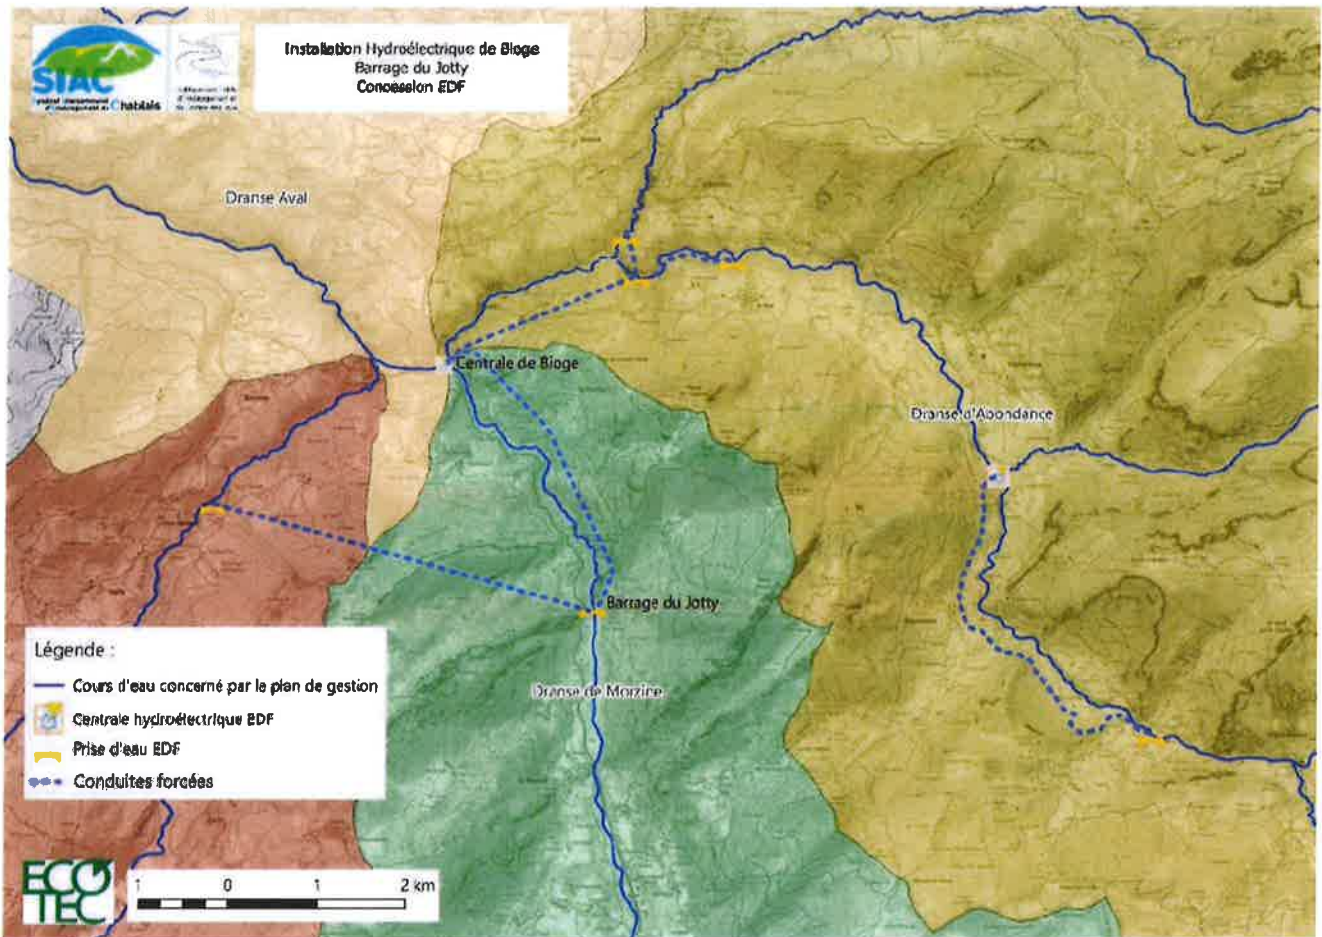 SIAC
Chablais
Installation Hydroélectrique de Bioge
Barrage du Jotty
Concession EDF
Dranse Aval
Centrale de Bioge
Dranse d'Abondance
Barrage du Jotty
Dranse de Morzine
Légende :
Cours d'eau concerné par le plan de gestion
Centrale hydroélectrique EDF
Prise d'eau EDF
Conduites forcées
ECO
TEC
1 0 1 2 km